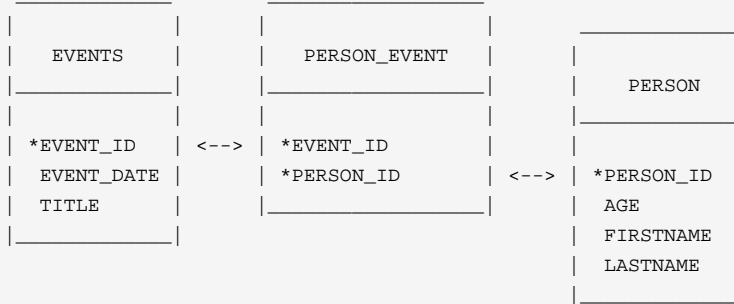 EVENTS
PERSON_EVENT
PERSON
*EVENT_ID <--> *EVENT_ID
EVENT_DATE
*PERSON_ID <--> *PERSON_ID
TITLE
AGE
FIRSTNAME
LASTNAME